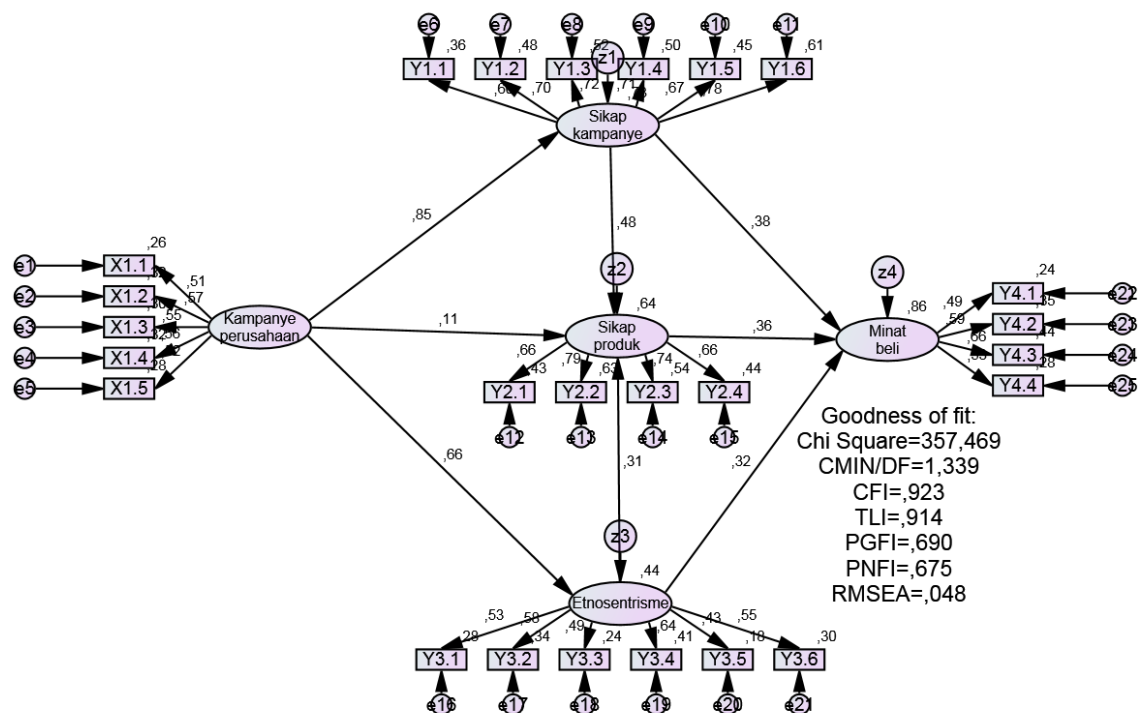 e6 e7 e8 e9 e10 e11
,36 ,48 ,52 ,50 ,45 ,61
Y1.1 Y1.2 Y1.3 z1 Y1.4 Y1.5 Y1.6
,70 ,72 ,71 ,67 ,78
Sikap
kampanye
,85 ,48 ,38
e1 X1.1 ,26
,51
e2 X1.2
,57
e3 X1.3
,55
e4 X1.4
e5 X1.5 ,28
Kampanye
perusahaan
,11
z2
,64
Sikap
produk
,36
,66 ,79 ,74 ,66
,43 ,63 ,54 ,44
Y2.1 Y2.2 Y2.3 Y2.4
e12 e13 e14 e15
z4
,86
Minat
beli
,49 ,24
Y4.1 e22
,59 ,35
Y4.2 e23
,66 ,44
Y4.3 e24
,28
Y4.4 e25
,66 ,31 ,32
Goodness of fit:
Chi Square=357,469
CMIN/DF=1,339
CFI=,923
TLI=,914
PGFI=,690
PNFI=,675
RMSEA=,048
z3
,44
Etnosentrisme
,53 ,58 ,49 ,64 ,43 ,55
,28 ,34 ,24 ,41 ,18 ,30
Y3.1 Y3.2 Y3.3 Y3.4 Y3.5 Y3.6
e16 e17 e18 e19 e20 e21